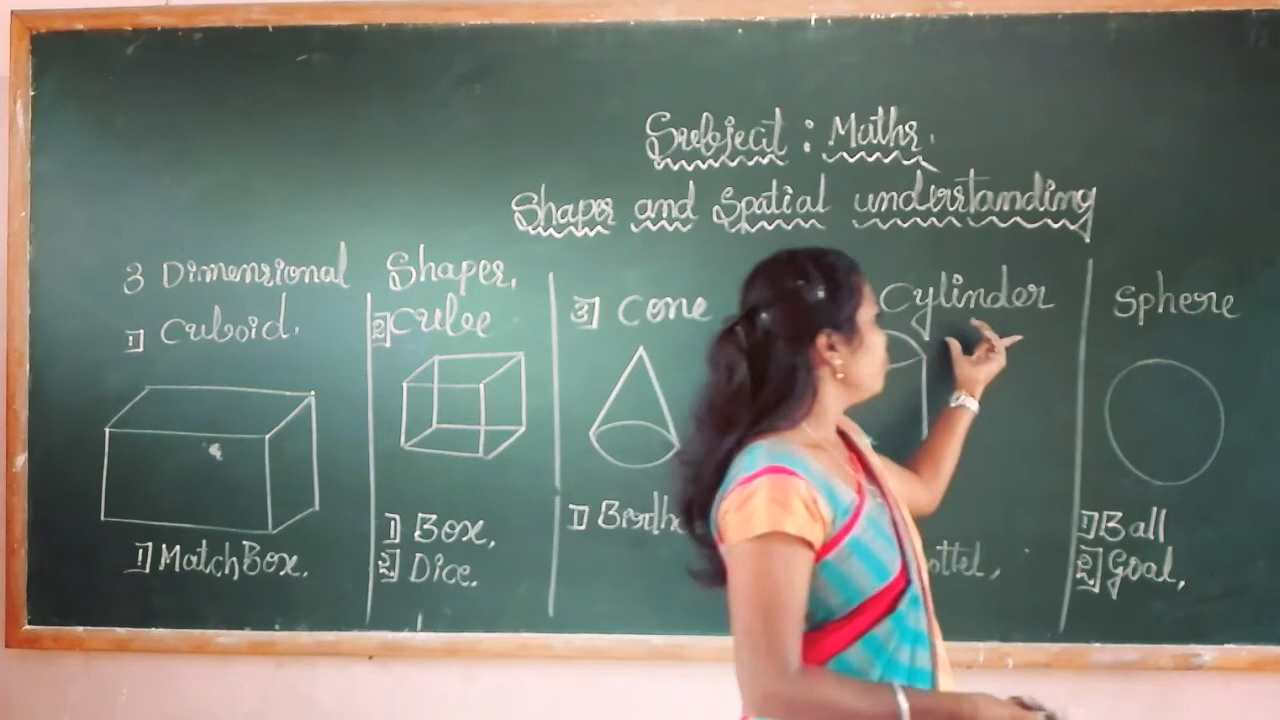 Subject : Maths.
Shapes and Spatial understanding
3 Dimensional Shapes.
1] Cuboid.
1] MatchBox.
2] Cube
1] Box,
2] Dice.
3] Cone
1]
Cylinder
Sphere
1] Ball
2] Goal,